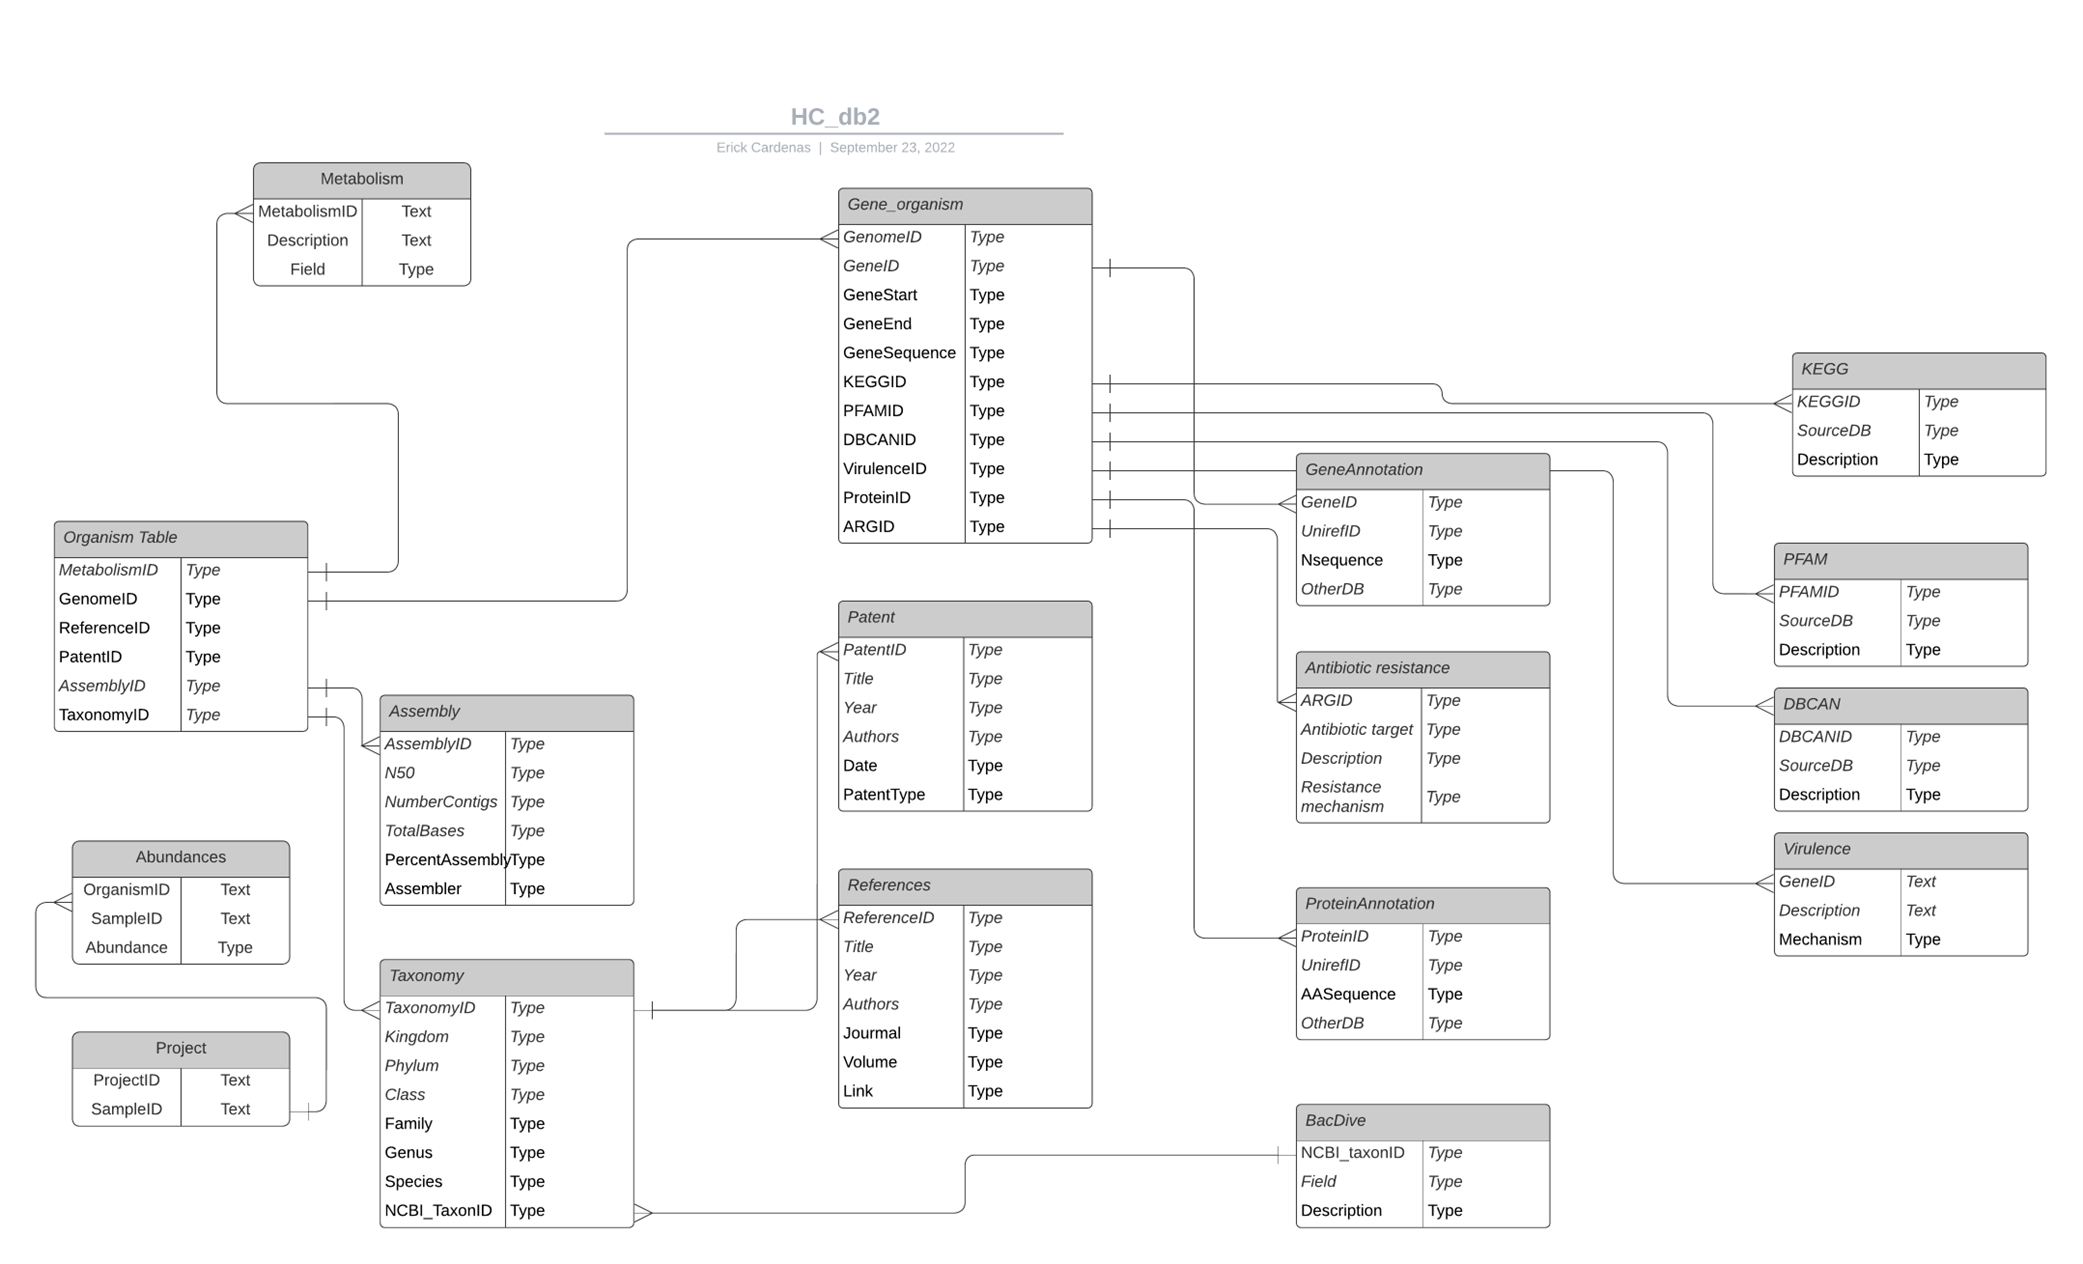 HC_db2
Erick Cardenas | September 23, 2022
Metabolism
MetabolismID Text
Description Text
Field Type
Gene_organism
GenomeID Type
GeneID Type
GeneStart Type
GeneEnd Type
GeneSequence Type
KEGGID Type
PFAMID Type
DBCANID Type
VirulenceID Type
ProteinID Type
ARGID Type
KEGG
KEGGID Type
SourceDB Type
Description Type
GeneAnnotation
GeneID Type
UnirefID Type
Nsequence Type
OtherDB Type
Organism Table
MetabolismID Type
GenomeID Type
ReferenceID Type
PatentID Type
AssemblyID Type
TaxonomyID Type
PFAM
PFAMID Type
SourceDB Type
Description Type
Patent
PatentID Type
Title Type
Year Type
Authors Type
Date Type
PatentType Type
Antibiotic resistance
ARGID Type
Antibiotic target Type
Description Type
Resistance
mechanism Type
Assembly
AssemblyID Type
N50 Type
NumberContigs Type
TotalBases Type
PercentAssembly Type
Assembler Type
DBCAN
DBCANID Type
SourceDB Type
Description Type
Abundances
OrganismID Text
SampleID Text
Abundance Type
Virulence
GeneID Text
Description Text
Mechanism Type
References
ReferenceID Type
Title Type
Year Type
Authors Type
Jourmal Type
Volume Type
Link Type
ProteinAnnotation
ProteinID Type
UnirefID Type
AASequence Type
OtherDB Type
Taxonomy
TaxonomyID Type
Kingdom Type
Phylum Type
Class Type
Family Type
Genus Type
Species Type
NCBI_TaxonID Type
Project
ProjectID Text
SampleID Text
BacDive
NCBI_taxonID Type
Field Type
Description Type